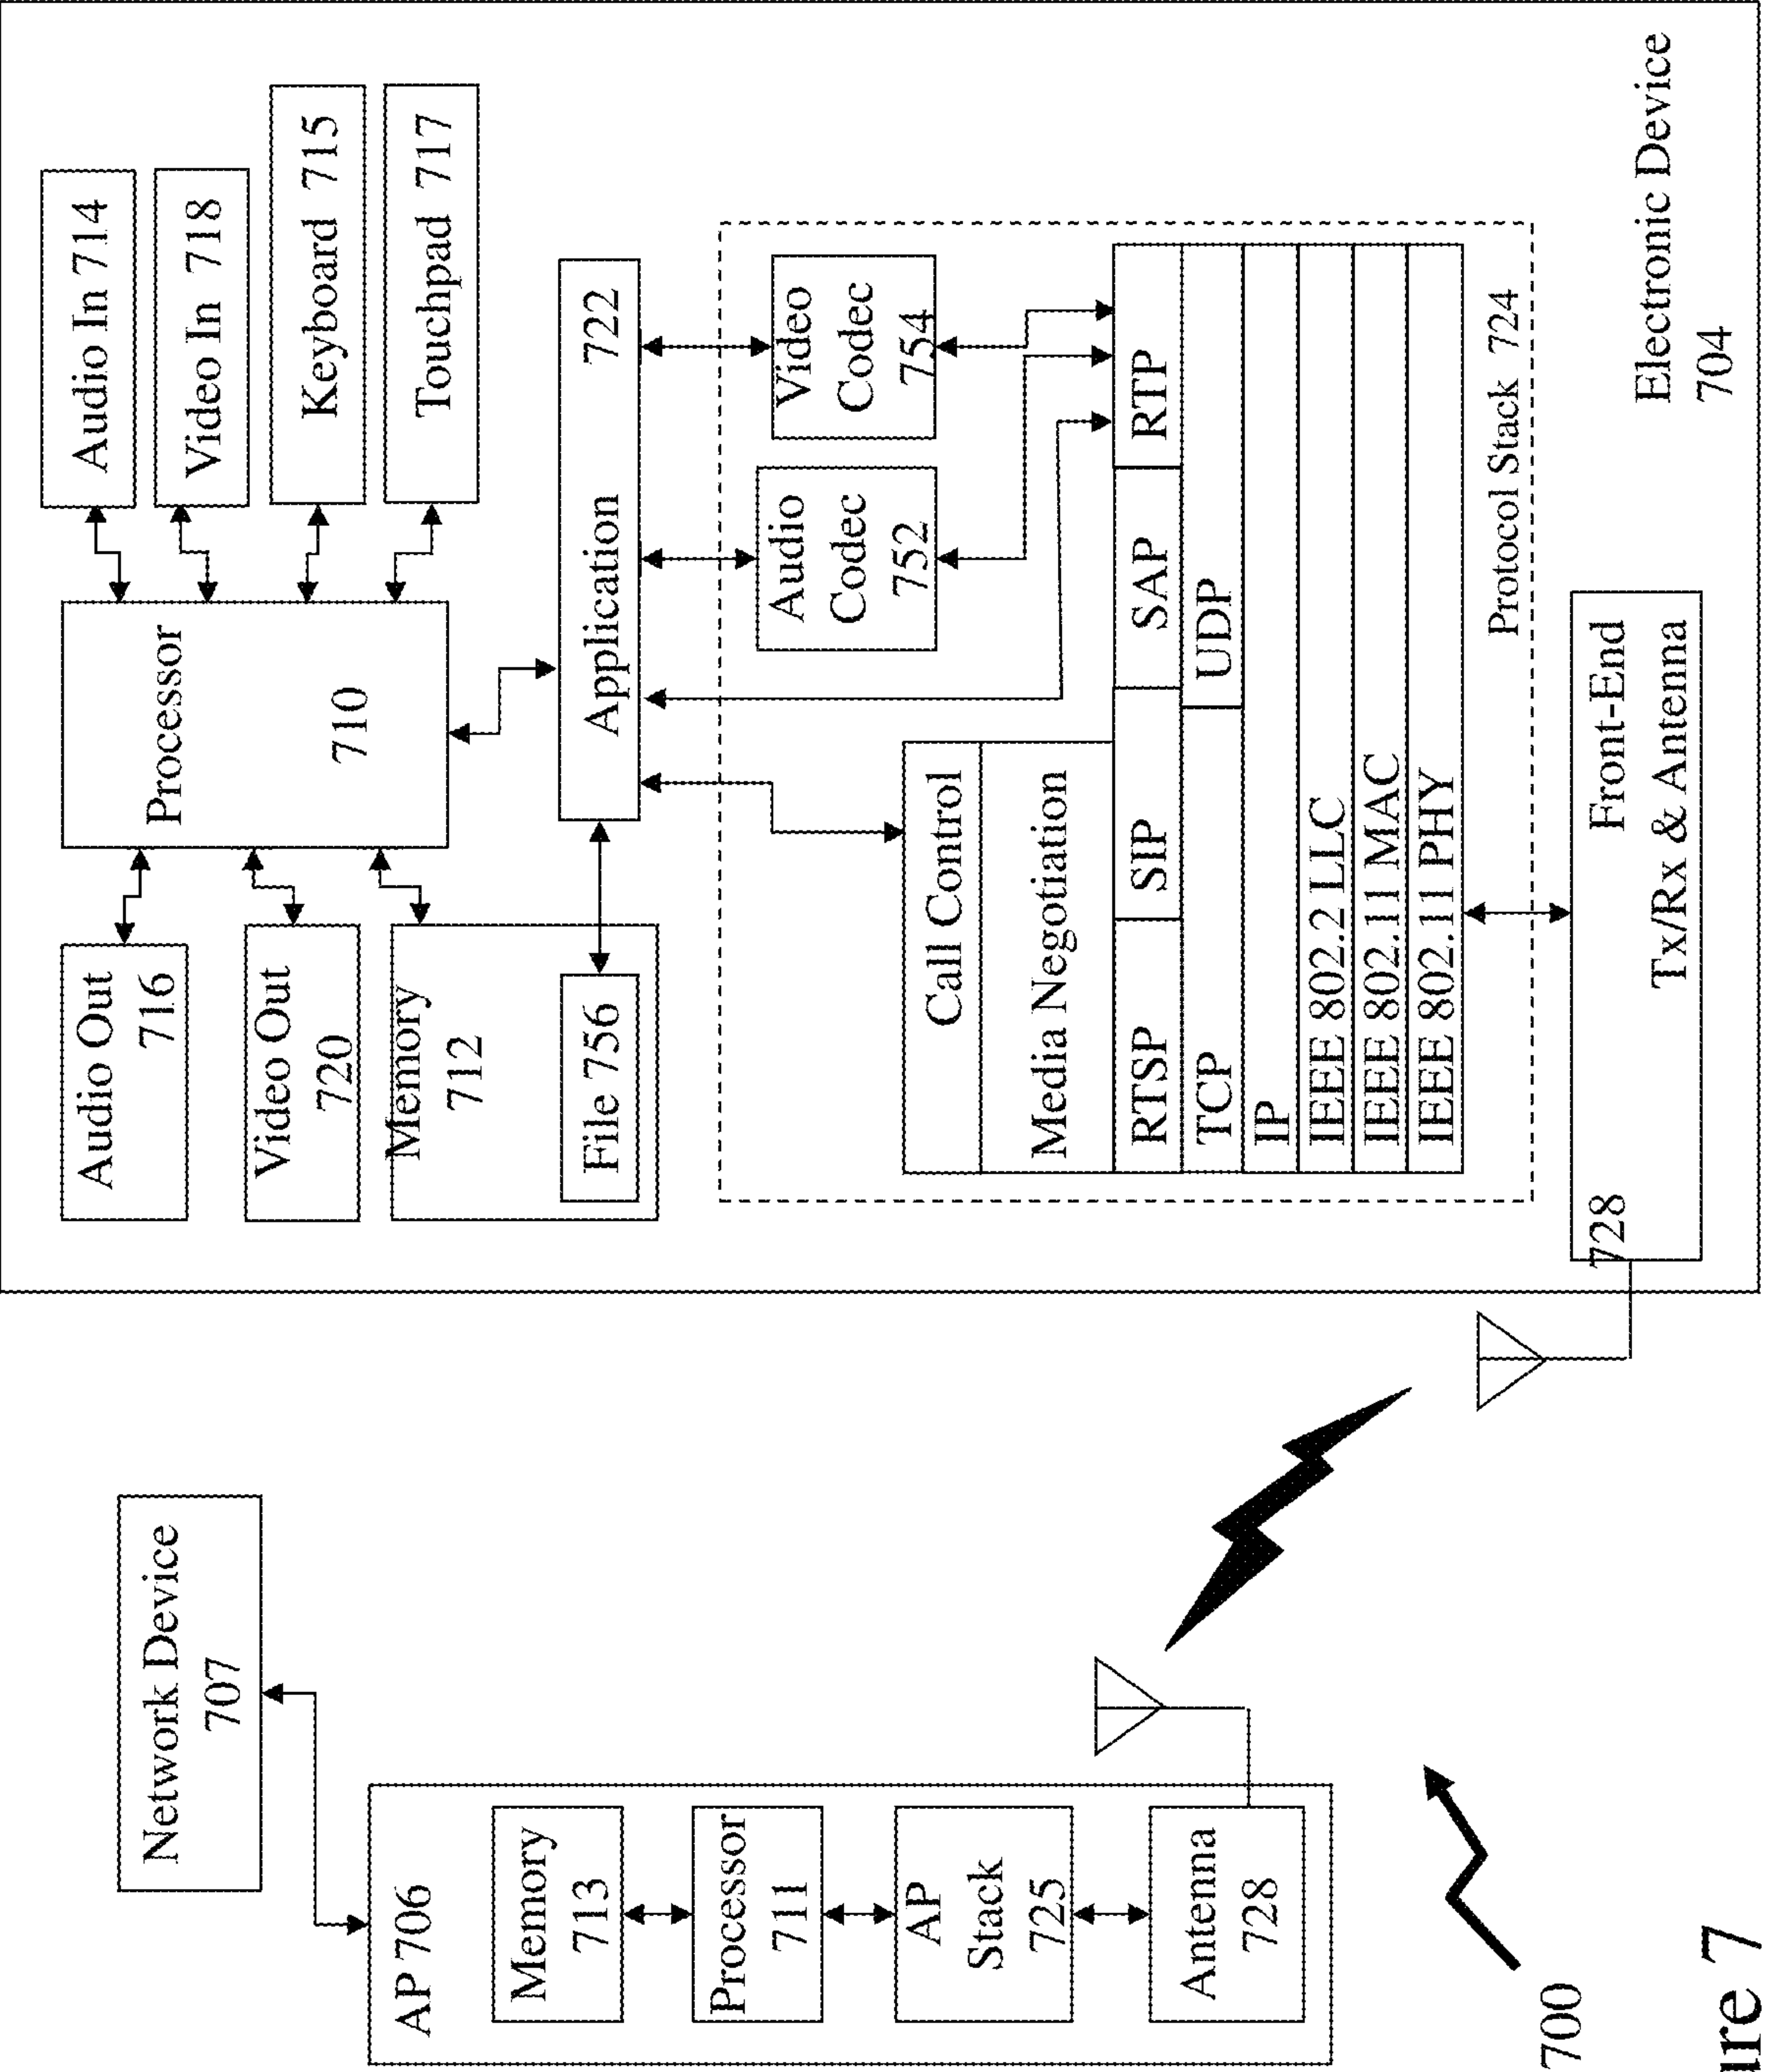 Network Device
707
AP 706
Memory
713
Processor
711
AP
Stack
725
Antenna
728
700
ure 7
Audio Out
716
Video Out
720
Memory
712
File 756
Processor
710
Audio In 714
Video In 718
Keyboard 715
Touchpad 717
Application 722
Audio
Codec
752
Video
Codec
754
Call Control
Media Negotiation
RTSP SIP SAP RTP
TCP UDP
IP
IEEE 802.2 LLC
IEEE 802.11 MAC
IEEE 802.11 PHY
Protocol Stack 724
728 Front-End
Tx/Rx & Antenna
Electronic Device
704